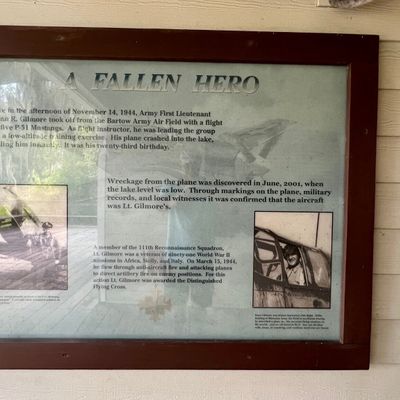 A FALLEN HERO
in the afternoon of November 14, 1944, Army First Lieutenant
R. Gilmore took off from the Bartow Army Air Field with a flight
five P-51 Mustangs. As flight instructor, he was leading the group
a low-altitude training exercise. His plane crashed into the lake,
him instantly. It was his twenty-third birthday.
Wreckage from the plane was discovered in June, 2001, when
the lake level was low. Through markings on the plane, military
records, and local witnesses it was confirmed that the aircraft
was Lt. Gilmore's.
A member of the 111th Reconnaissance Squadron,
Lt. Gilmore was a veteran of ninety-one World War II
missions in Africa, Sicily, and Italy. On March 15, 1944,
he flew through anti-aircraft fire and attacking planes
to direct artillery fire on enemy positions. For this
action Lt. Gilmore was awarded the Distinguished
Flying Cross.